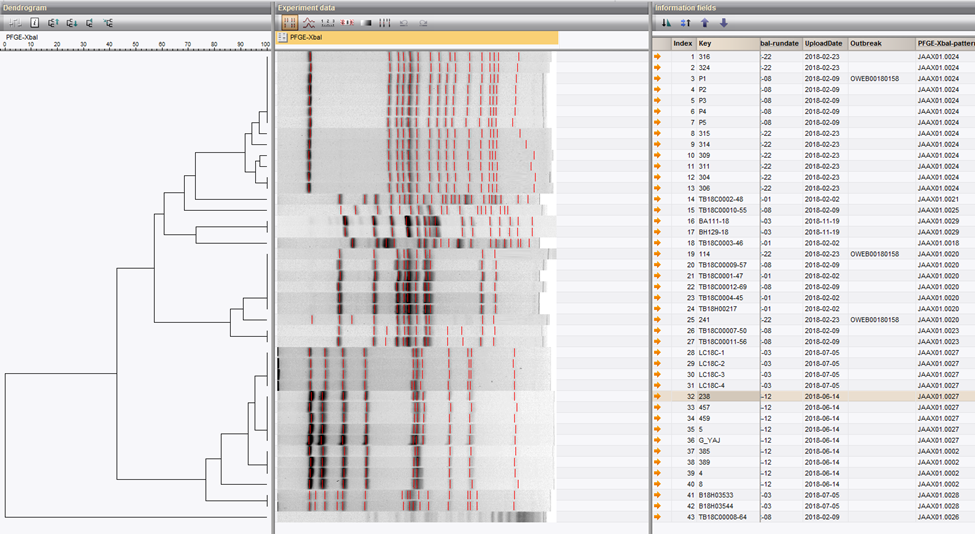 Dendrogram Experiment data Information fields
PFGE-XbaI PFGE-XbaI
0 10 20 30 40 50 60 70 80 90 100
Index Key bal-rundate UploadDate Outbreak PFGE-XbaI-pattern
1 316 -22 2018-02-23 JAAX01.0024
2 324 -22 2018-02-23 JAAX01.0024
3 P1 -08 2018-02-09 OWEB00180158 JAAX01.0024
4 P2 -08 2018-02-09 JAAX01.0024
5 P3 -08 2018-02-09 JAAX01.0024
6 P4 -08 2018-02-09 JAAX01.0024
7 P5 -08 2018-02-09 JAAX01.0024
8 315 -22 2018-02-23 JAAX01.0024
9 314 -22 2018-02-23 JAAX01.0024
10 309 -22 2018-02-23 JAAX01.0024
11 311 -22 2018-02-23 JAAX01.0024
12 304 -22 2018-02-23 JAAX01.0024
13 306 -22 2018-02-23 JAAX01.0024
14 TB18C0002-48 -01 2018-02-02 JAAX01.0021
15 TB18C00010-55 -08 2018-02-09 JAAX01.0025
16 BA111-18 -03 2018-11-19 JAAX01.0029
17 BH129-18 -03 2018-11-19 JAAX01.0029
18 TB18C0003-46 -03 2018-02-02 JAAX01.0018
19 114 -22 2018-02-23 OWEB00180158 JAAX01.0020
20 TB18C00009-57 -08 2018-02-09 JAAX01.0020
21 TB18C0001-47 -01 2018-02-02 JAAX01.0020
22 TB18C00012-69 -08 2018-02-09 JAAX01.0020
23 TB18C0004-45 -01 2018-02-02 JAAX01.0020
24 TB18H00217 -01 2018-02-02 JAAX01.0020
25 241 -22 2018-02-23 OWEB00180158 JAAX01.0020
26 TB18C00007-50 -08 2018-02-09 JAAX01.0023
27 TB18C00011-56 -08 2018-02-09 JAAX01.0023
28 LC18C-1 -03 2018-07-05 JAAX01.0027
29 LC18C-2 -03 2018-07-05 JAAX01.0027
30 LC18C-3 -03 2018-07-05 JAAX01.0027
31 LC18C-4 -03 2018-07-05 JAAX01.0027
32 238 -12 2018-06-14 JAAX01.0027
33 457 -12 2018-06-14 JAAX01.0027
34 459 -12 2018-06-14 JAAX01.0027
35 5 -12 2018-06-14 JAAX01.0027
36 G_YAJ -12 2018-06-14 JAAX01.0027
37 385 -12 2018-06-14 JAAX01.0002
38 389 -12 2018-06-14 JAAX01.0002
39 4 -12 2018-06-14 JAAX01.0002
40 8 -12 2018-06-14 JAAX01.0002
41 B18H03533 -03 2018-07-05 JAAX01.0028
42 B18H03544 -03 2018-07-05 JAAX01.0028
43 TB18C00008-64 -08 2018-02-09 JAAX01.0026